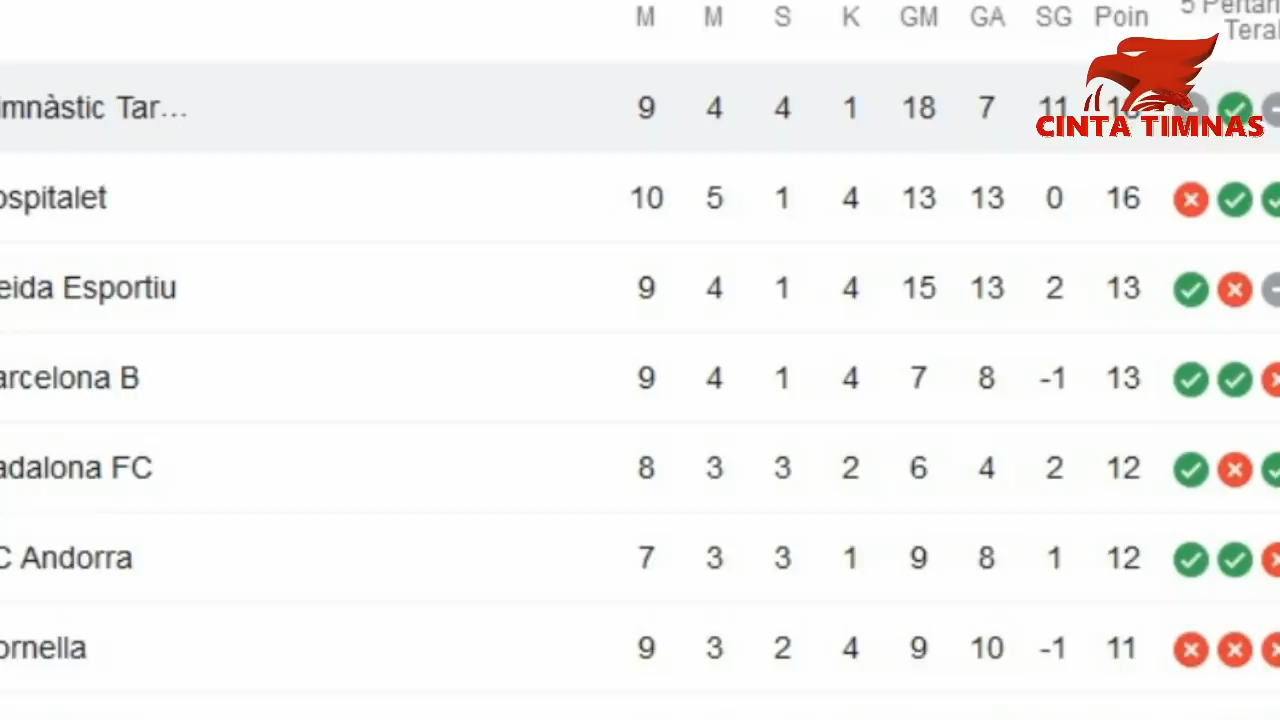 M M S K GM GA SG Poin 5
Teral
CINTA TIMNAS
imnàstic Tar... 9 4 4 1 18 7 11
ospitalet 10 5 1 4 13 13 0 16
eida Esportiu 9 4 1 4 15 13 2 13
arcelona B 9 4 1 4 7 8 -1 13
adalona FC 8 3 3 2 6 4 2 12
C Andorra 7 3 3 1 9 8 1 12
ornella 9 3 2 4 9 10 -1 11